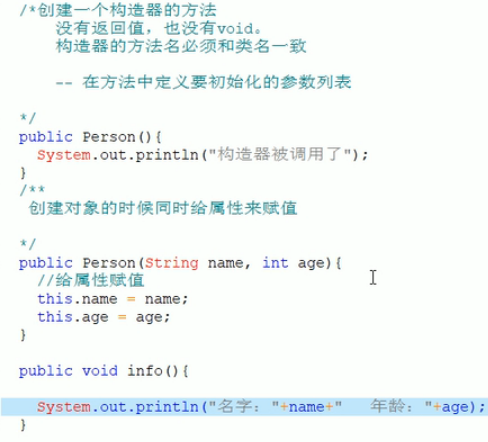 /*创建一个构造器的方法
没有返回值，也没有void。
构造器的方法名必须和类名一致
-- 在方法中定义要初始化的参数列表
*/
public Person(){
System.out.println("构造器被调用了");
}
/**
创建对象的时候同时给属性来赋值
*/
public Person(String name, int age){
//给属性赋值
this.name = name;
this.age = age;
}
public void info(){
System.out.println("名字："+name+" 年龄："+age);
}